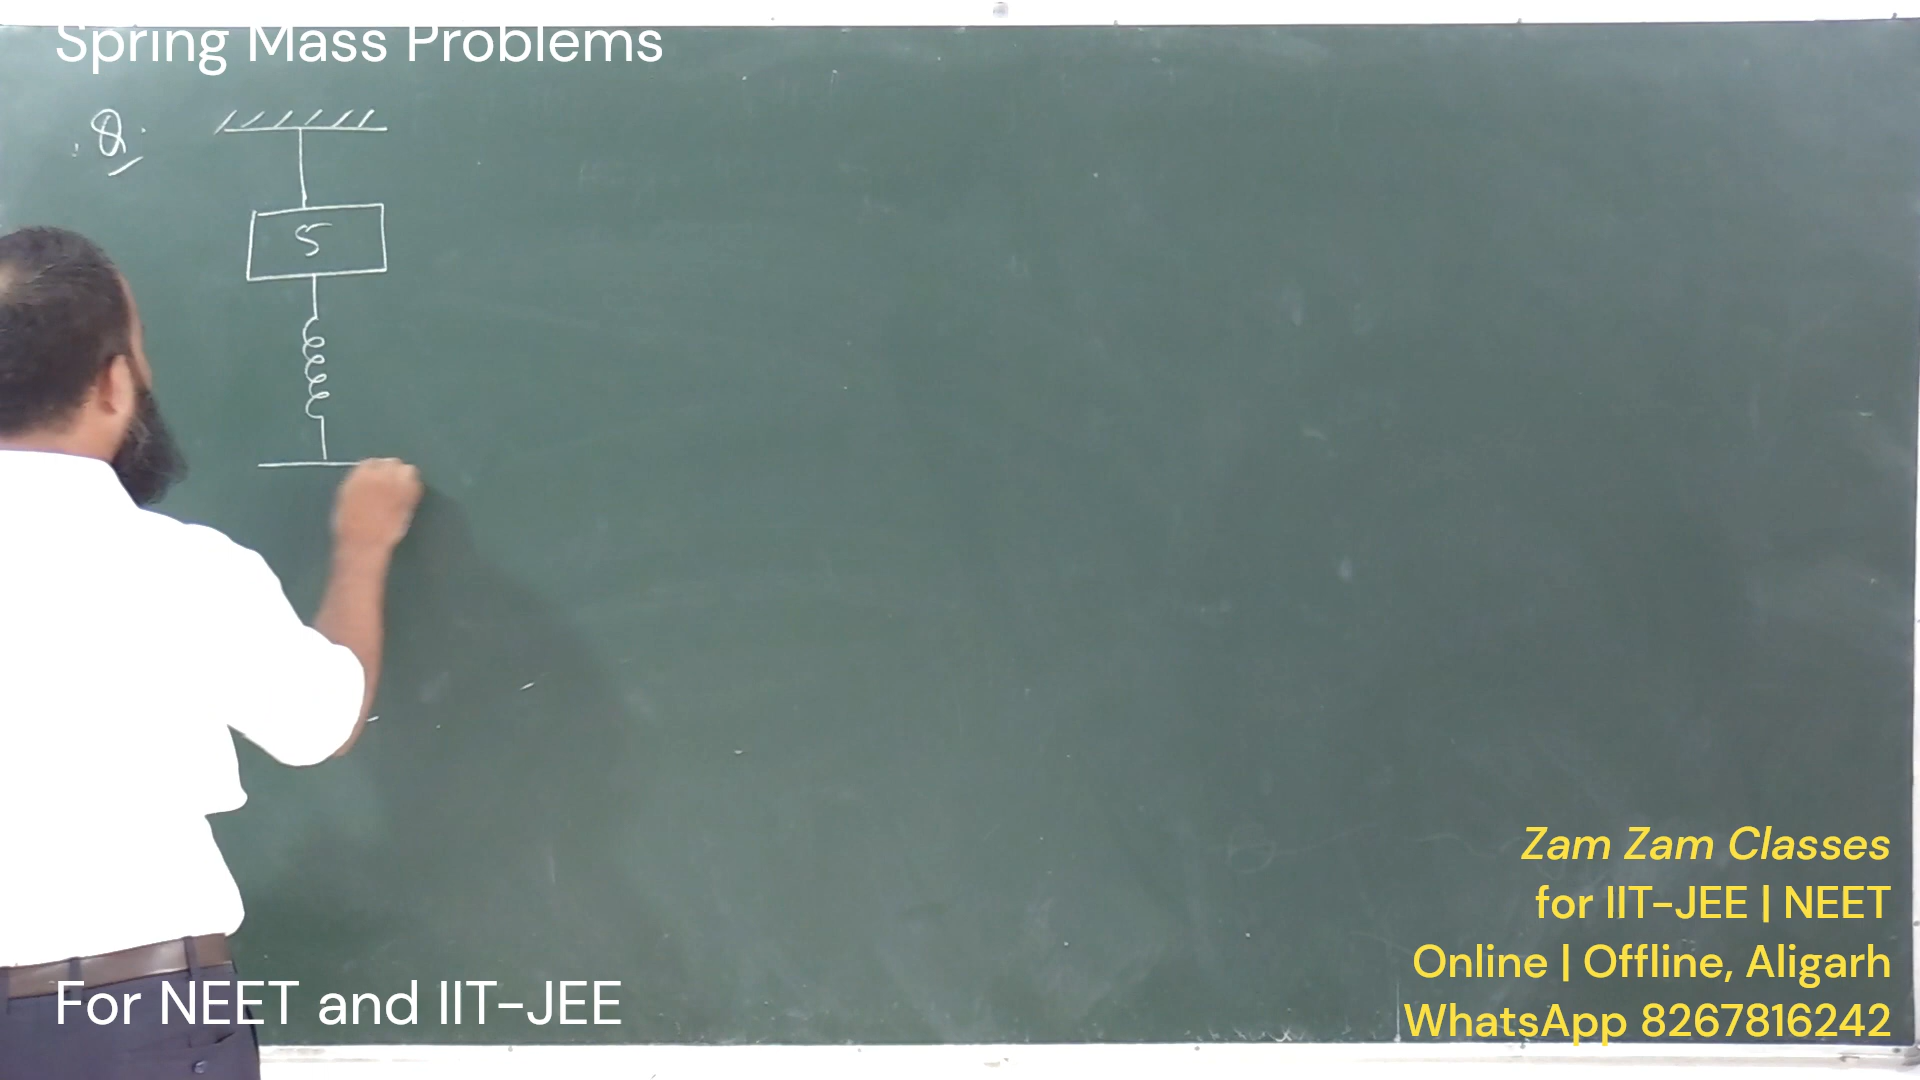 Spring Mass Problems
Q.
5
Zam Zam Classes
for IIT-JEE | NEET
Online | Offline, Aligarh
For NEET and IIT-JEE
WhatsApp 8267816242